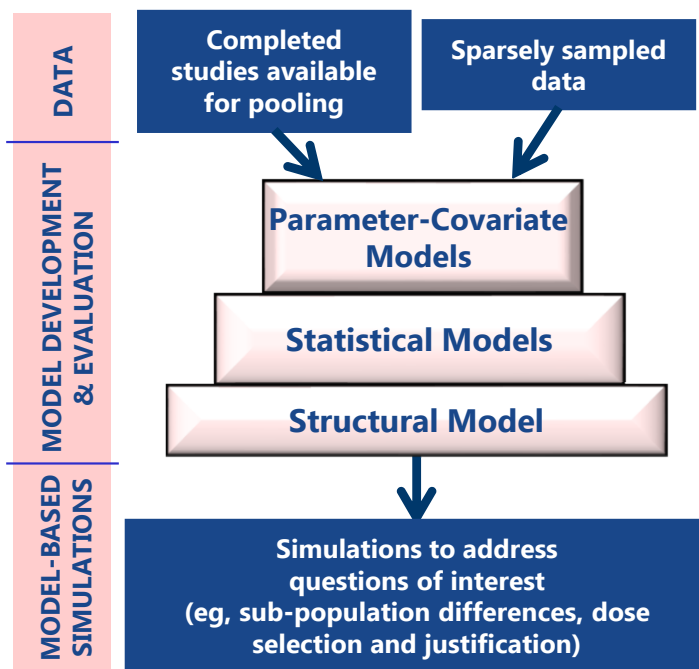 DATA
Completed
studies available
for pooling
Sparsely sampled
data
MODEL DEVELOPMENT
& EVALUATION
Parameter-Covariate
Models
Statistical Models
Structural Model
MODEL-BASED
SIMULATIONS
Simulations to address
questions of interest
(eg, sub-population differences, dose
selection and justification)